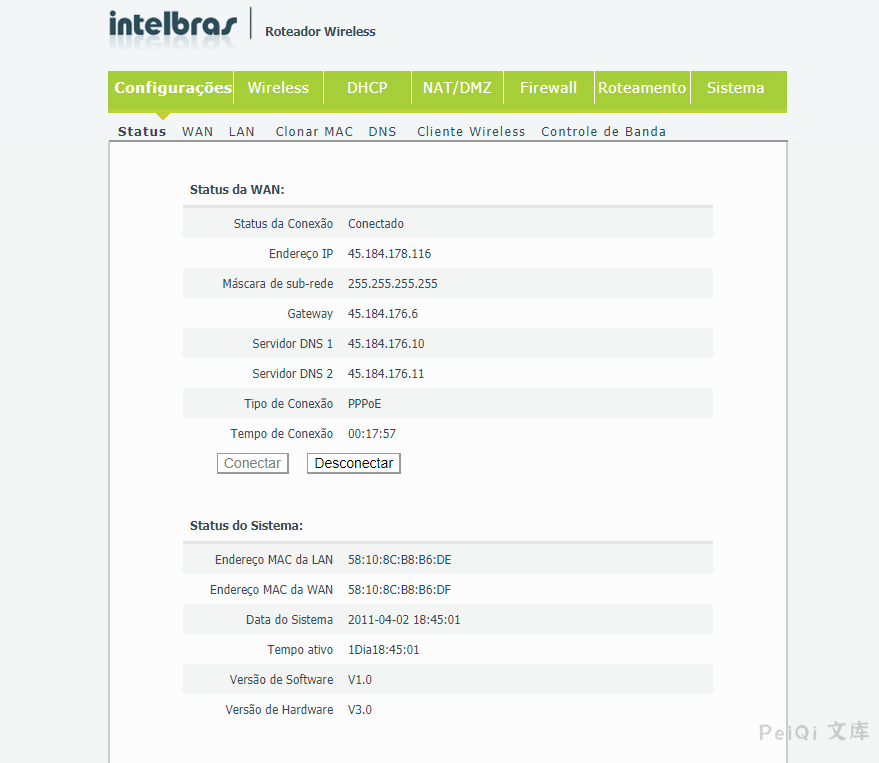 intelbras
Roteador Wireless
Configurações Wireless DHCP NAT/DMZ Firewall Roteamento Sistema
Status WAN LAN Clonar MAC DNS Cliente Wireless Controle de Banda
Status da WAN:
Status da Conexão Conectado
Endereço IP 45.184.178.116
Máscara de sub-rede 255.255.255.255
Gateway 45.184.176.6
Servidor DNS 1 45.184.176.10
Servidor DNS 2 45.184.176.11
Tipo de Conexão PPPoE
Tempo de Conexão 00:17:57
Conectar Desconectar
Status do Sistema:
Endereço MAC da LAN 58:10:8C:B8:B6:DE
Endereço MAC da WAN 58:10:8C:B8:B6:DF
Data do Sistema 2011-04-02 18:45:01
Tempo ativo 1Dia18:45:01
Versão de Software V1.0
Versão de Hardware V3.0
PeiQi 文库